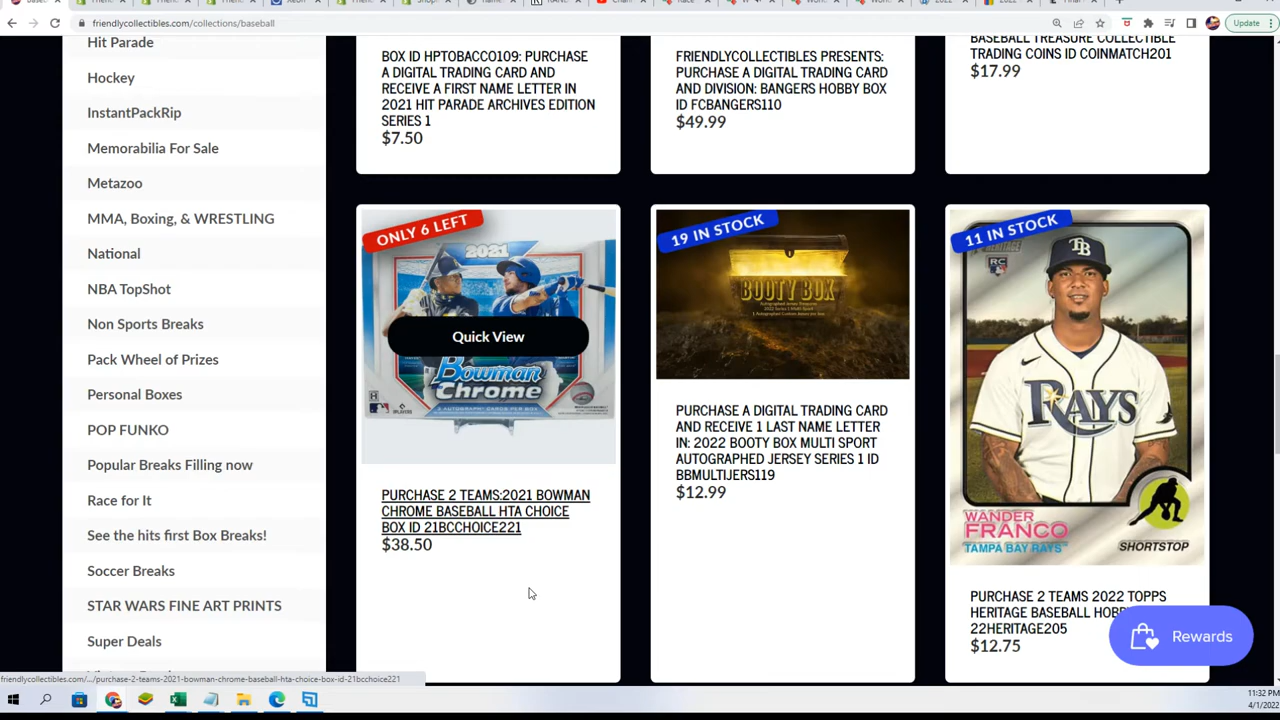 Update
friendlycollectibles.com/collections/baseball
Hit Parade
Hockey
InstantPackRip
Memorabilia For Sale
Metazoo
MMA, Boxing, & WRESTLING
National
NBA TopShot
Non Sports Breaks
Pack Wheel of Prizes
Personal Boxes
POP FUNKO
Popular Breaks Filling now
Race for It
See the hits first Box Breaks!
Soccer Breaks
STAR WARS FINE ART PRINTS
Super Deals
BOX ID HPTOBACCO109: PURCHASE
A DIGITAL TRADING CARD AND
RECEIVE A FIRST NAME LETTER IN
2021 HIT PARADE ARCHIVES EDITION
SERIES 1
$7.50
FRIENDLYCOLLECTIBLES PRESENTS:
PURCHASE A DIGITAL TRADING CARD
AND DIVISION: BANGERS HOBBY BOX
ID FCBANGERS110
$49.99
BASEBALL TREASURE COLLECTIBLE
TRADING COINS ID COINMATCH201
$17.99
ONLY 6 LEFT
2021
Quick View
Bowman
Chrome
PURCHASE 2 TEAMS:2021 BOWMAN
CHROME BASEBALL HTA CHOICE
BOX ID 21BCCHOICE221
$38.50
19 IN STOCK
BOOTY BOX
PURCHASE A DIGITAL TRADING CARD
AND RECEIVE 1 LAST NAME LETTER
IN: 2022 BOOTY BOX MULTI SPORT
AUTOGRAPHED JERSEY SERIES 1 ID
BBMULTIJERS119
$12.99
11 IN STOCK
RC
TB
RAYS
WANDER
FRANCO
TAMPA BAY RAYS
SHORTSTOP
PURCHASE 2 TEAMS 2022 TOPPS
HERITAGE BASEBALL HOB
22HERITAGE205
$12.75
Rewards
friendlycollectibles.com/.../purchase-2-teams-2021-bowman-chrome-baseball-hta-choice-box-id-21bcchoice221
11:32 PM
4/1/2022